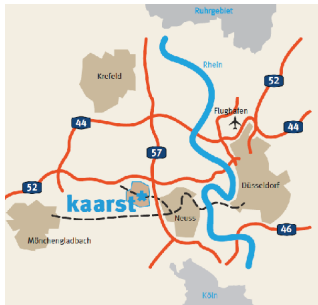 Ruhrgebiet
Rhein
Krefeld
52
Flughafen
44
44
57
52
kaarst*
Düsseldorf
Neuss
Mönchengladbach
46
Köln